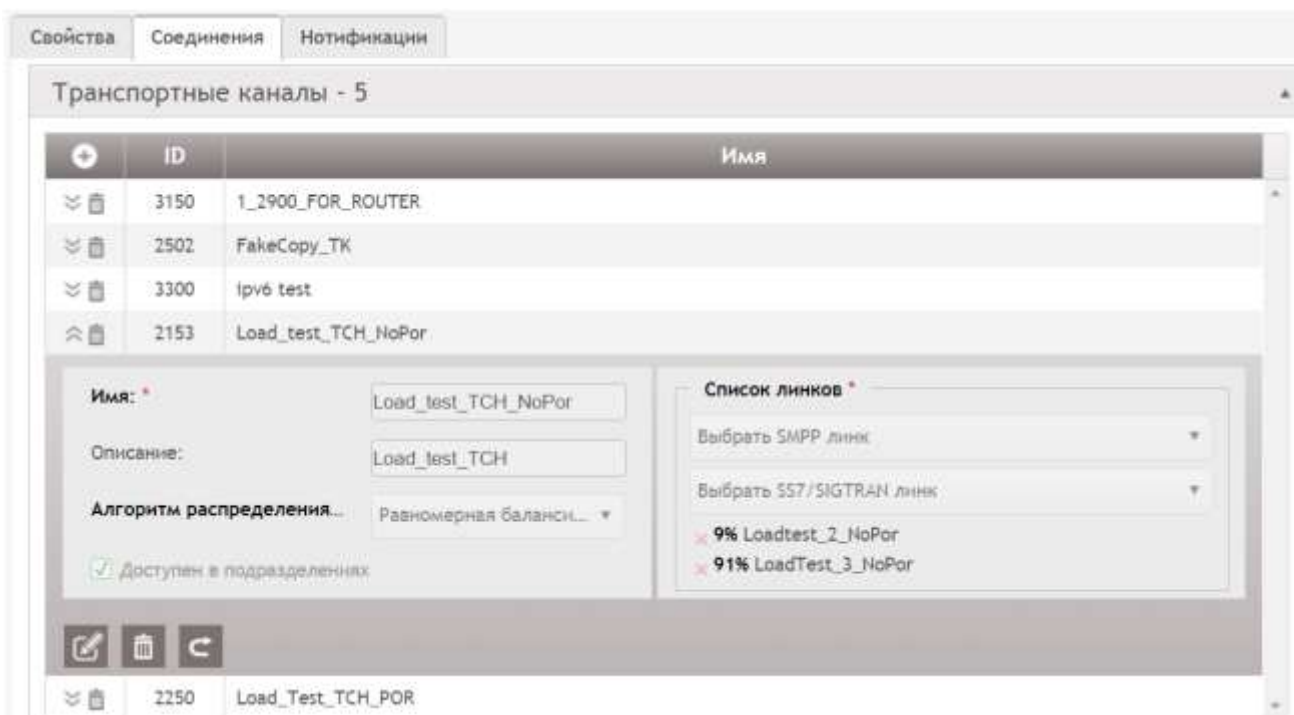 Свойства Соединения Нотификации
Транспортные каналы - 5
ID Имя
3150 1_2900_FOR_ROUTER
2502 FakeCopy_TK
3300 ipv6 test
2153 Load_test_TCH_NoPor
Имя: * Load_test_TCH_NoPor
Описание: Load_test_TCH
Алгоритм распределения... Равномерная баланси... ▼
Доступен в подразделениях
Список линков *
Выбрать SMPP линк
Выбрать SS7/SIGTRAN линк
9% Loadtest_2_NoPor
91% LoadTest_3_NoPor
2250 Load_Test_TCH_POR